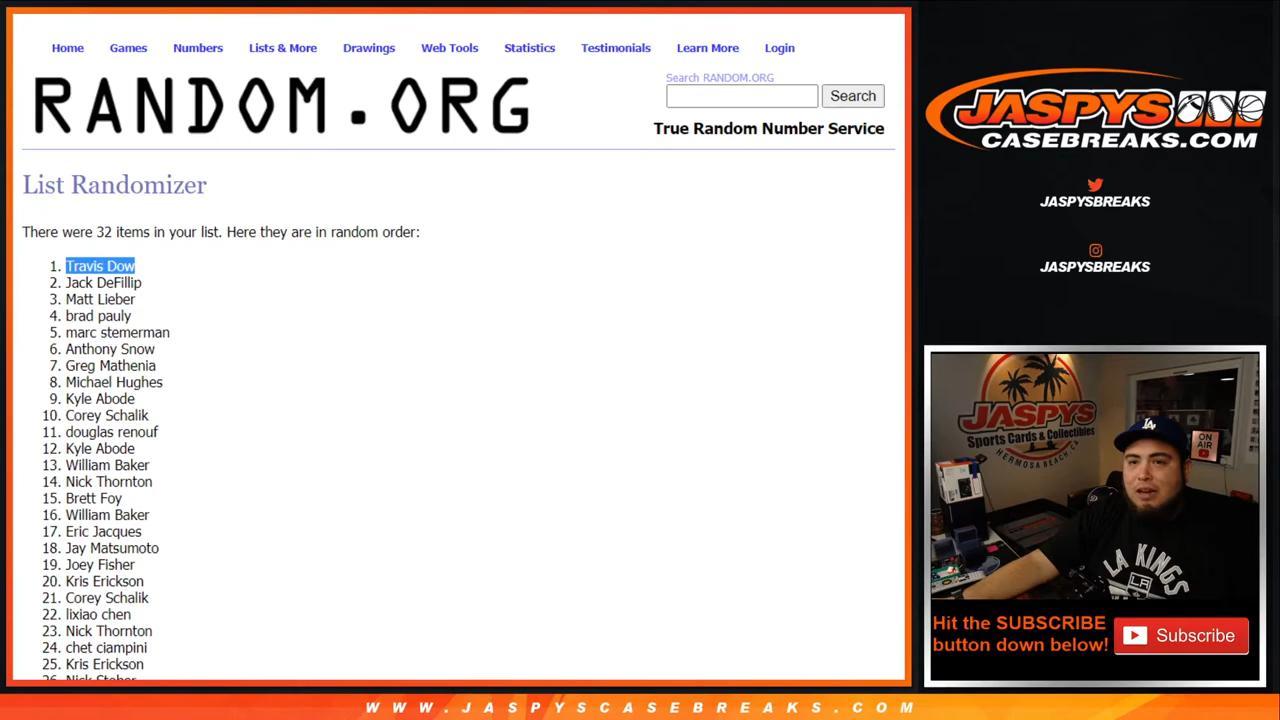 Home Games Numbers Lists & More Drawings Web Tools Statistics Testimonials Learn More Login
RANDOM.ORG
Search RANDOM.ORG
Search
True Random Number Service
List Randomizer
There were 32 items in your list. Here they are in random order:
1. Travis Dow
2. Jack DeFillip
3. Matt Lieber
4. brad pauly
5. marc stemerman
6. Anthony Snow
7. Greg Mathenia
8. Michael Hughes
9. Kyle Abode
10. Corey Schalik
11. douglas renouf
12. Kyle Abode
13. William Baker
14. Nick Thornton
15. Brett Foy
16. William Baker
17. Eric Jacques
18. Jay Matsumoto
19. Joey Fisher
20. Kris Erickson
21. Corey Schalik
22. lixiao chen
23. Nick Thornton
24. chet ciampini
25. Kris Erickson
JASPYS
CASEBREAKS.COM
JASPYSBREAKS
JASPYSBREAKS
JASPYS
Sports Cards & Collectibles
HERMOSA BEACH, CA
ON AIR
LA
LA KINGS
LA
Hit the SUBSCRIBE
button down below!
Subscribe
WWW.JASPYSCASEBREAKS.COM